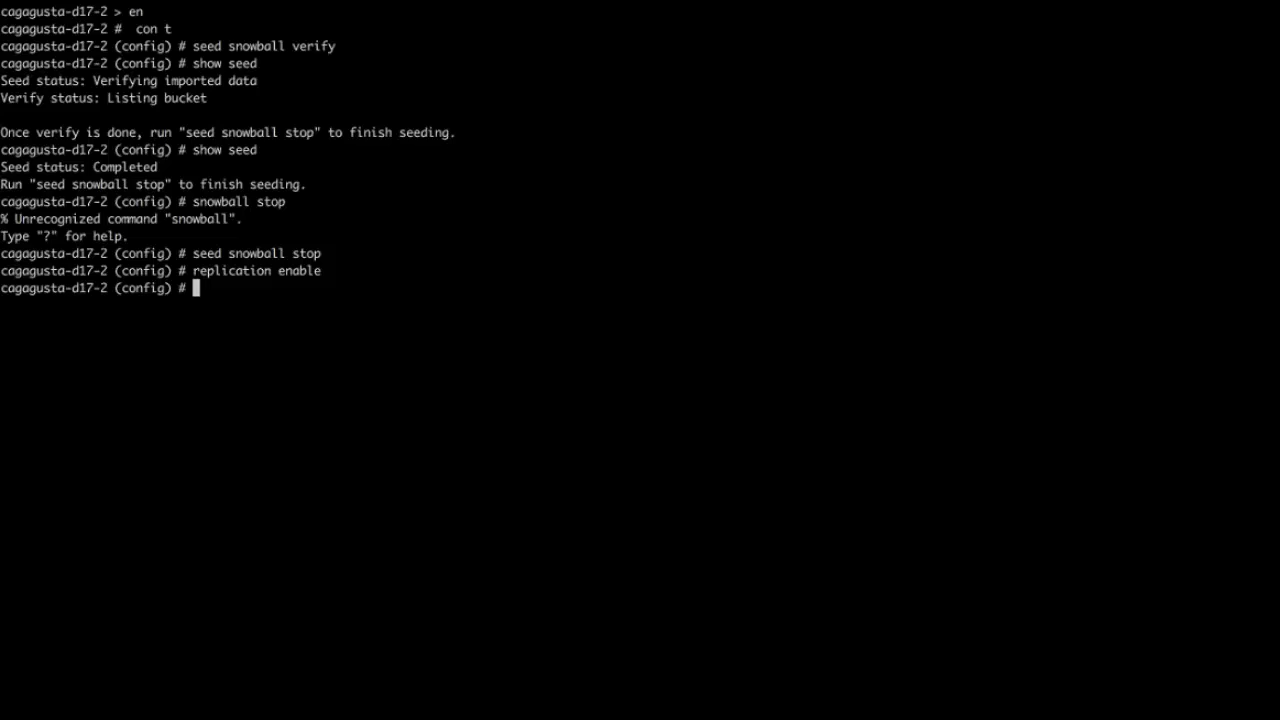 cagagusta-d17-2 > en
cagagusta-d17-2 #  con t
cagagusta-d17-2 (config) # seed snowball verify
cagagusta-d17-2 (config) # show seed
Seed status: Verifying imported data
Verify status: Listing bucket
Once verify is done, run "seed snowball stop" to finish seeding.
cagagusta-d17-2 (config) # show seed
Seed status: Completed
Run "seed snowball stop" to finish seeding.
cagagusta-d17-2 (config) # snowball stop
% Unrecognized command "snowball".
Type "?" for help.
cagagusta-d17-2 (config) # seed snowball stop
cagagusta-d17-2 (config) # replication enable
cagagusta-d17-2 (config) #